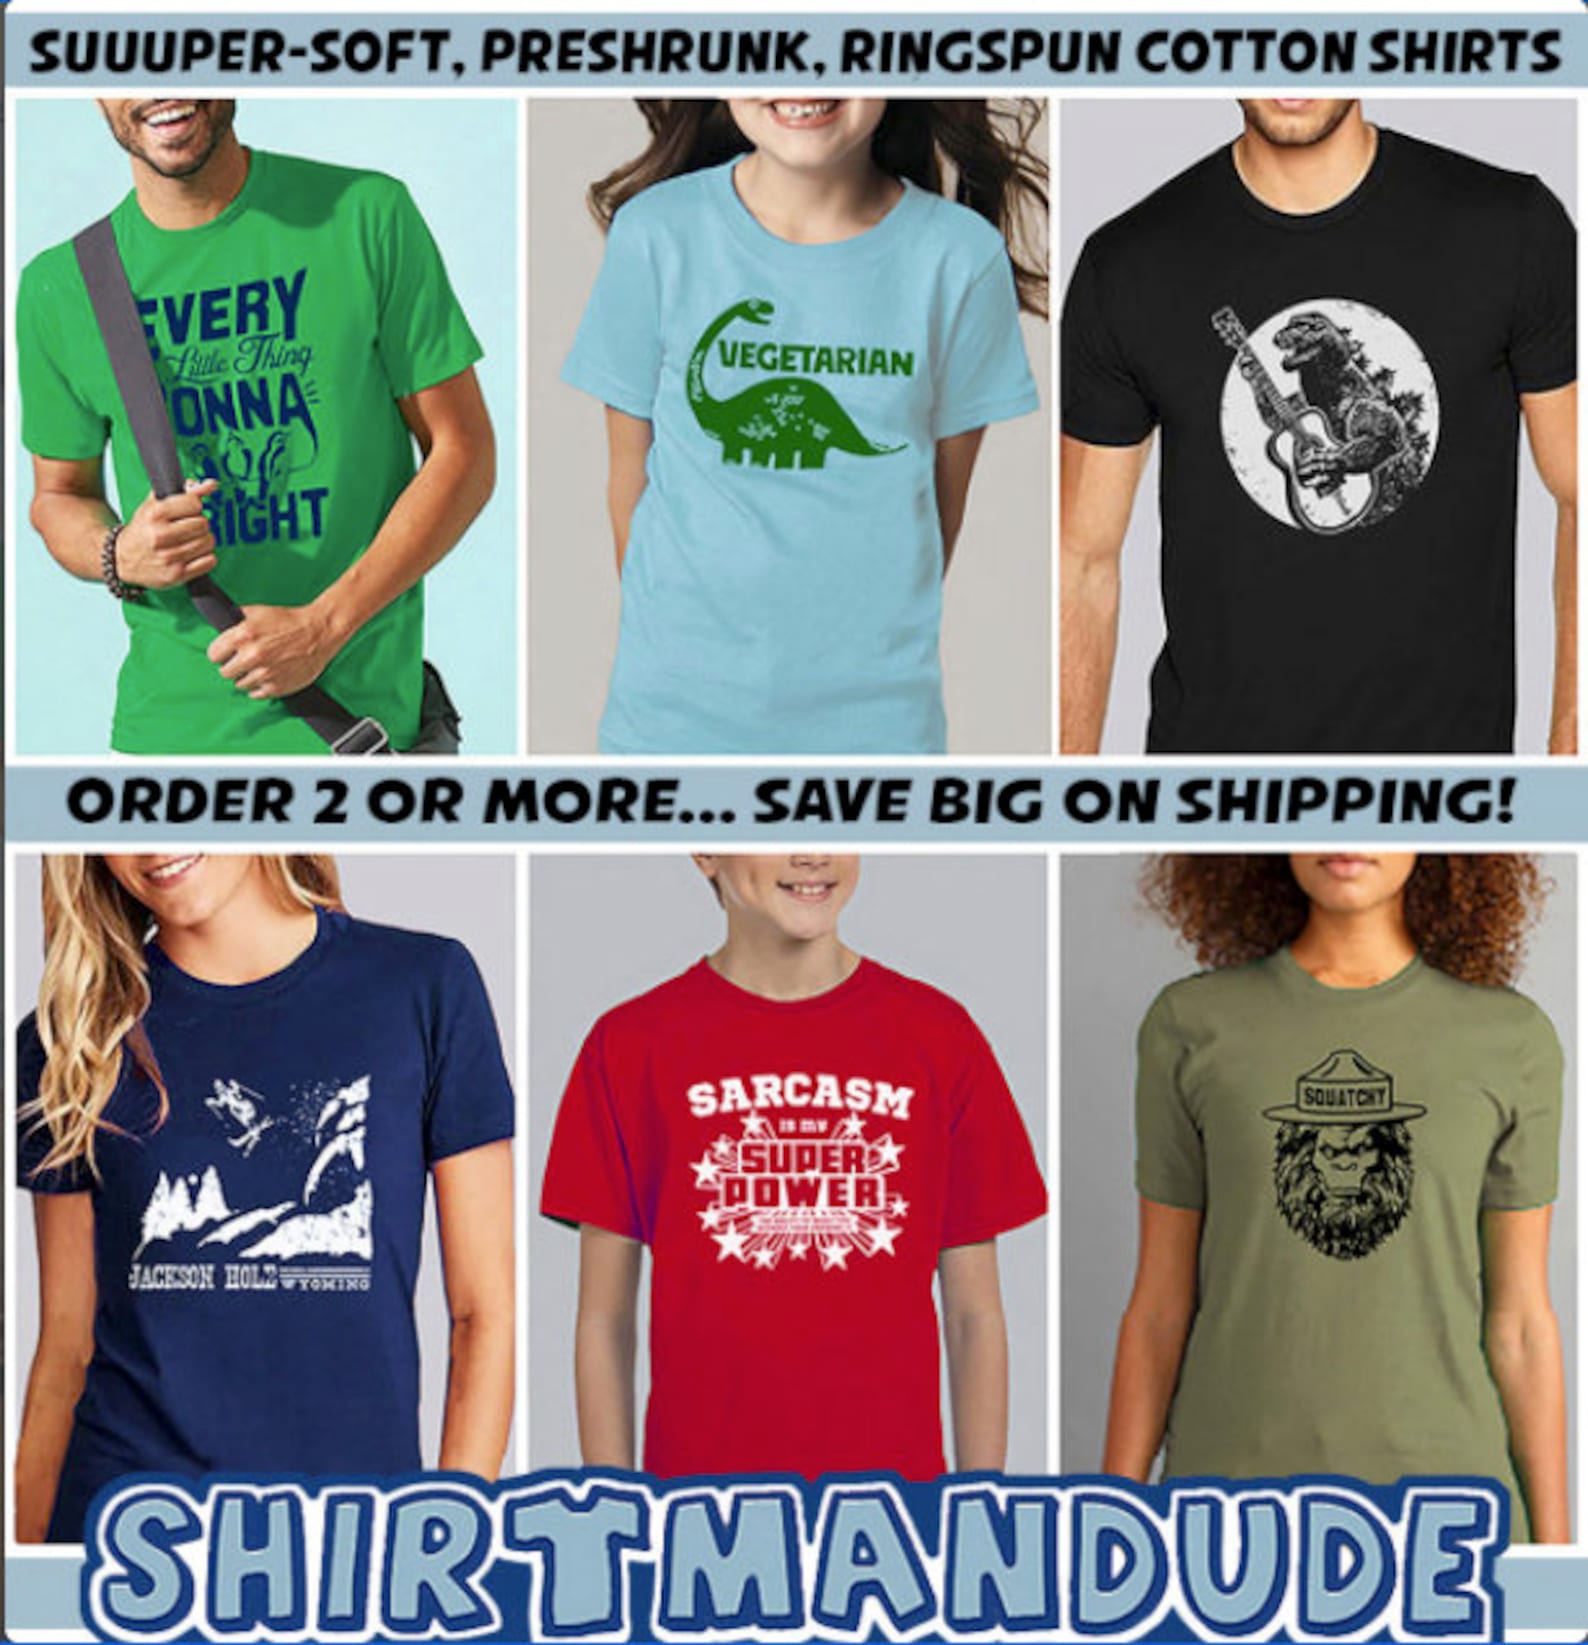 SUUUPER-SOFT, PRESHRUNK, RINGSPUN COTTON SHIRTS
EVERY
Little Thing
ONNA
RIGHT
VEGETARIAN
ORDER 2 OR MORE... SAVE BIG ON SHIPPING!
JACKSON HOLE
WYOMING
SARCASM
IS MY
SUPER
POWER
SQUATCHY
SHIRTMANDUDE